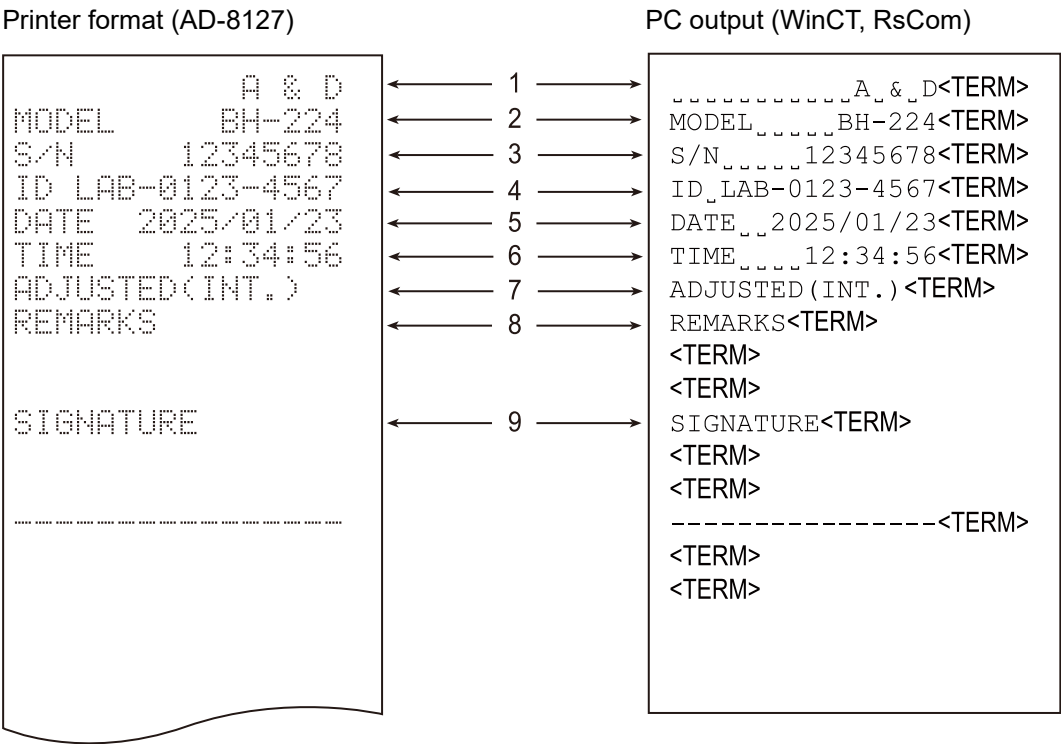 Printer format (AD-8127)
A & D
MODEL BH-224
S/N 12345678
ID LAB-0123-4567
DATE 2025/01/23
TIME 12:34:56
ADJUSTED(INT.)
REMARKS
SIGNATURE
----------------
1
2
3
4
5
6
7
8
9
PC output (WinCT, RsCom)
␣␣␣␣␣␣␣␣␣␣␣A␣&␣D<TERM>
MODEL␣␣␣␣␣BH-224<TERM>
S/N␣␣␣␣␣12345678<TERM>
ID␣LAB-0123-4567<TERM>
DATE␣␣2025/01/23<TERM>
TIME␣␣␣␣12:34:56<TERM>
ADJUSTED(INT.)<TERM>
REMARKS<TERM>
<TERM>
<TERM>
SIGNATURE<TERM>
<TERM>
<TERM>
----------------<TERM>
<TERM>
<TERM>